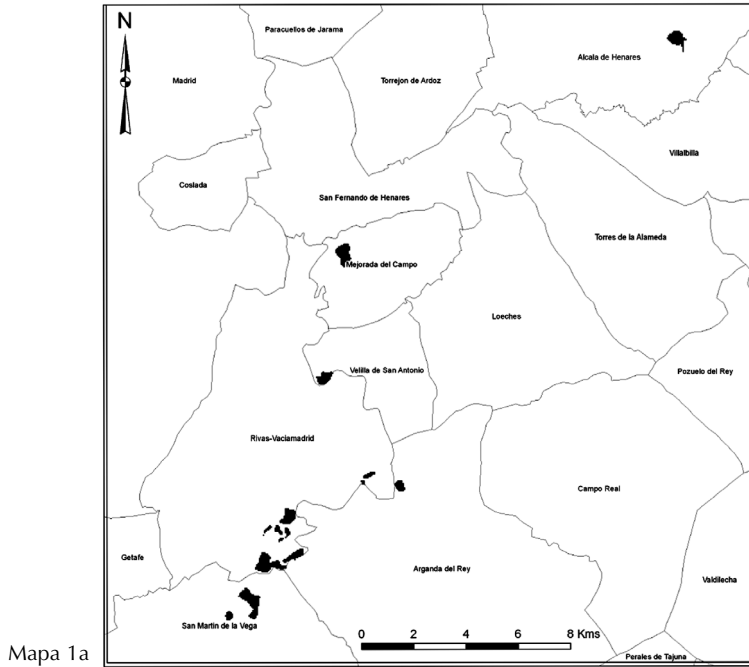 N
Paracuellos de Jarama
Alcala de Henares
Madrid
Torrejon de Ardoz
Villalbilla
Coslada
San Fernando de Henares
Torres de la Alameda
Mejorada del Campo
Loeches
Velilla de San Antonio
Pozuelo del Rey
Rivas-Vaciamadrid
Campo Real
Getafe
Arganda del Rey
Valdilecha
San Martin de la Vega
0 2 4 6 8 Kms
Mapa 1a
Perales de Tajuna